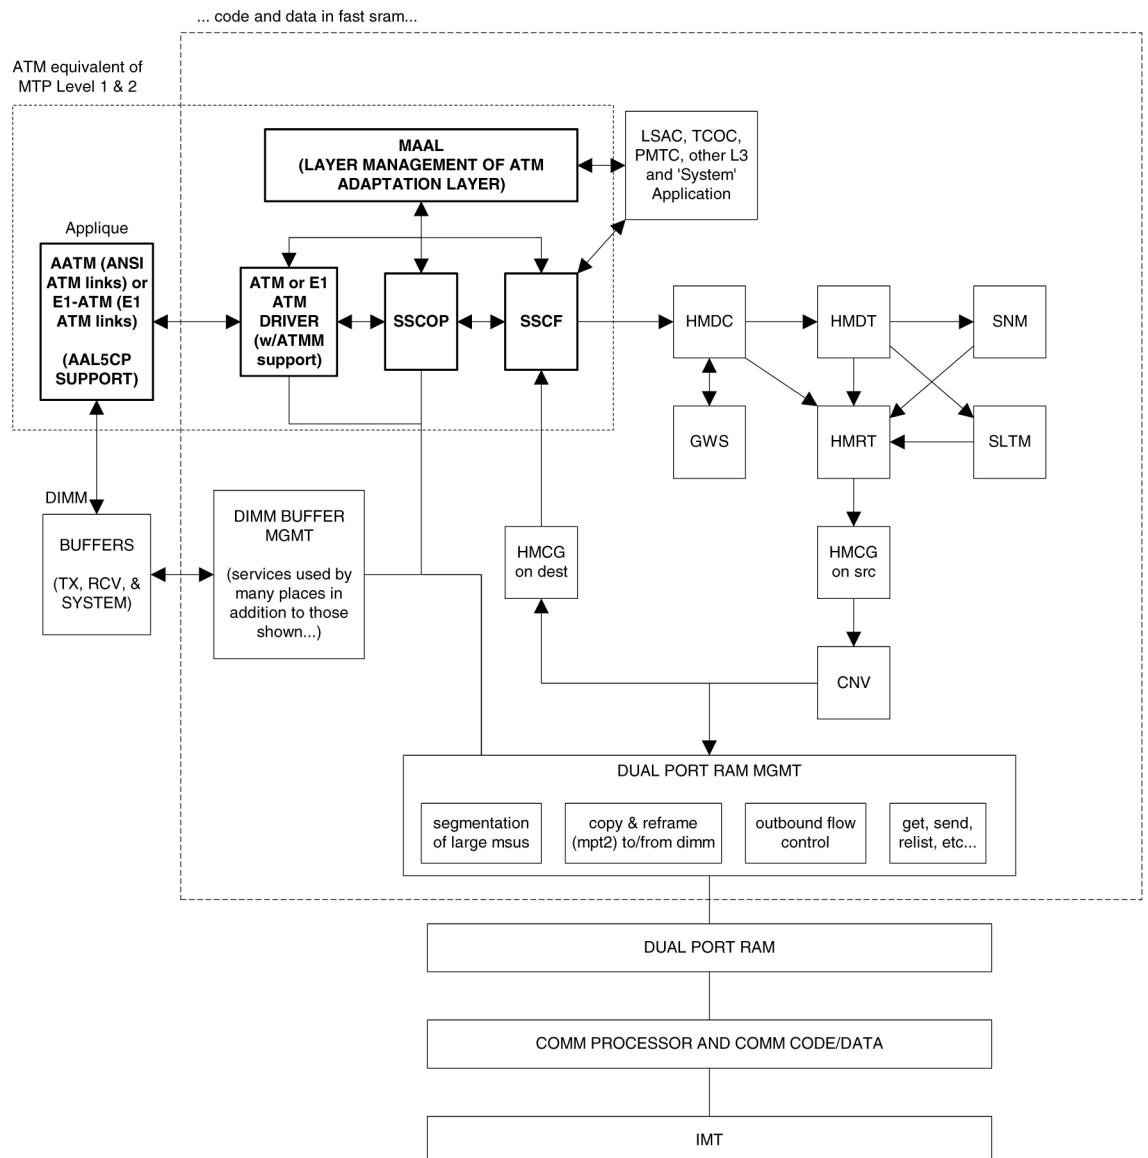 ... code and data in fast sram...
ATM equivalent of
MTP Level 1 & 2
MAAL
(LAYER MANAGEMENT OF ATM
ADAPTATION LAYER)
LSAC, TCOC,
PMTC, other L3
and 'System'
Application
Applique
AATM (ANSI
ATM links) or
E1-ATM (E1
ATM links)
(AAL5CP
SUPPORT)
ATM or E1
ATM
DRIVER
(w/ATMM
support)
SSCOP
SSCF
HMDC
HMDT
SNM
GWS
HMRT
SLTM
DIMM
BUFFERS
(TX, RCV, &
SYSTEM)
DIMM BUFFER
MGMT
(services used by
many places in
addition to those
shown...)
HMCG
on dest
HMCG
on src
CNV
DUAL PORT RAM MGMT
segmentation
of large msus
copy & reframe
(mpt2) to/from dimm
outbound flow
control
get, send,
relist, etc...
DUAL PORT RAM
COMM PROCESSOR AND COMM CODE/DATA
IMT